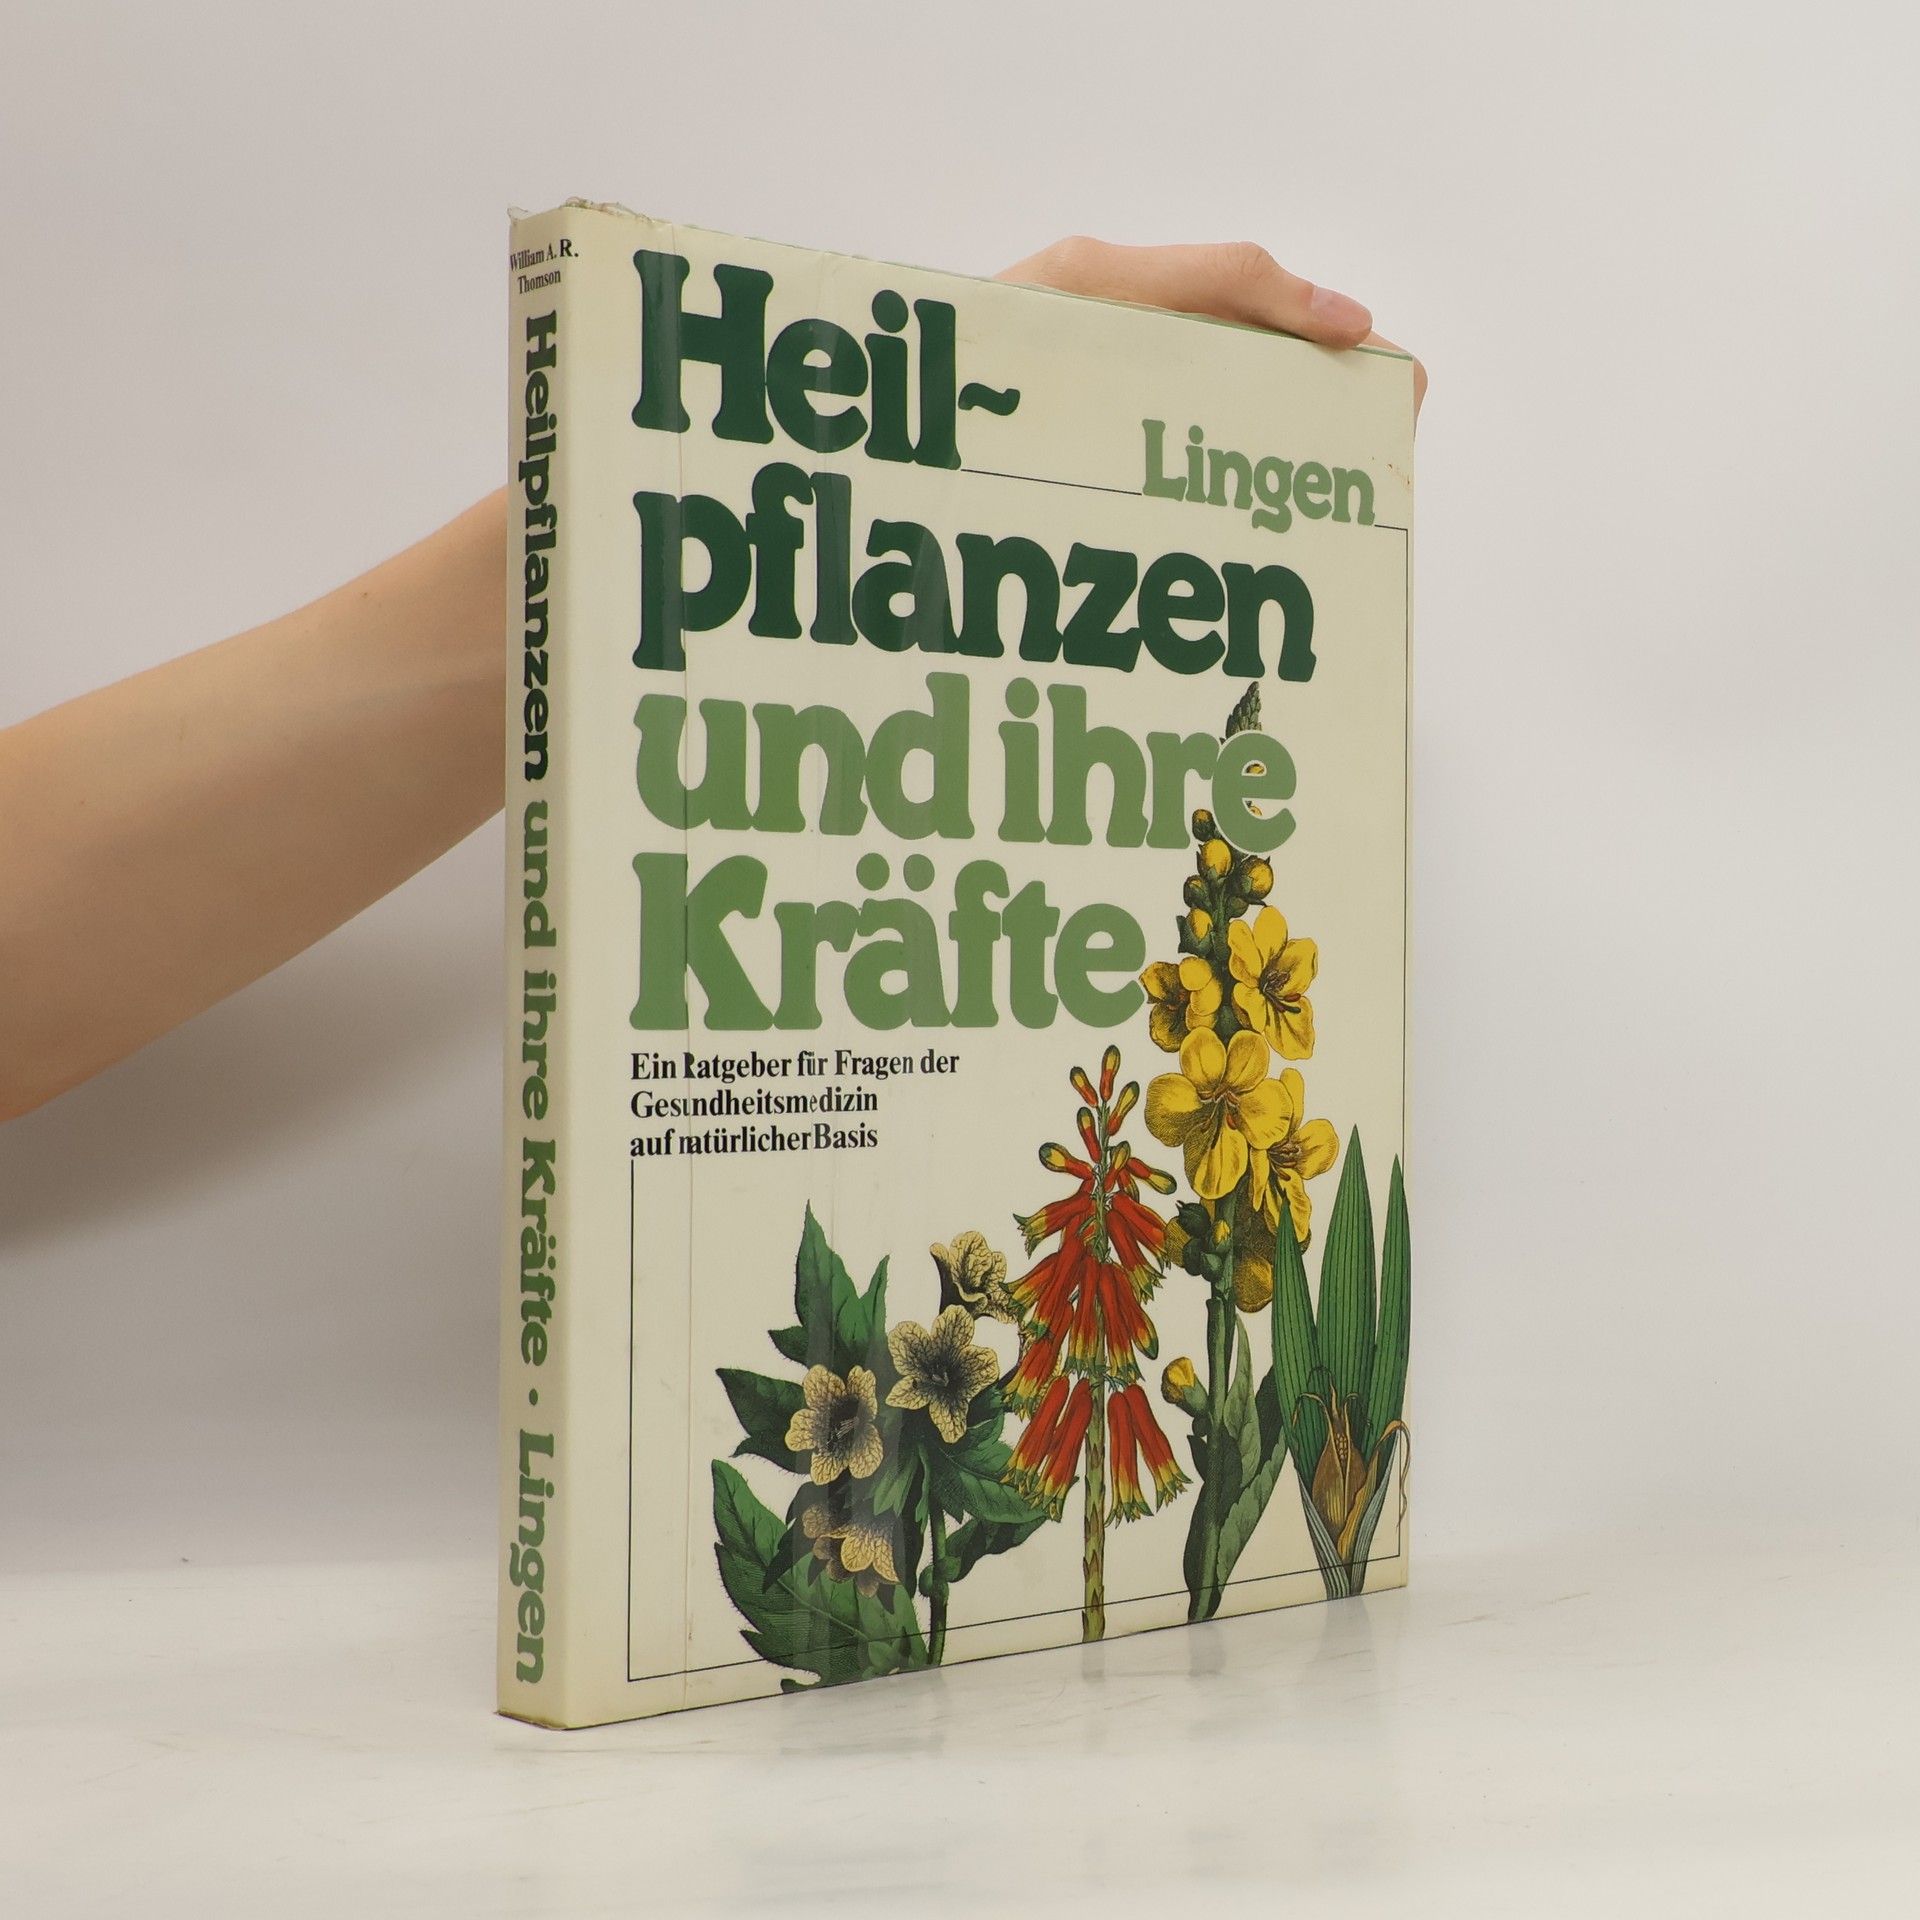 William A. R.
Thomson
Heilpflanzen und ihre Kräfte • Lingen
Heil-
Lingen
pflanzen
und ihre
Kräfte
Ein Ratgeber für Fragen der
Gesundheitsmedizin
auf natürlicher Basis